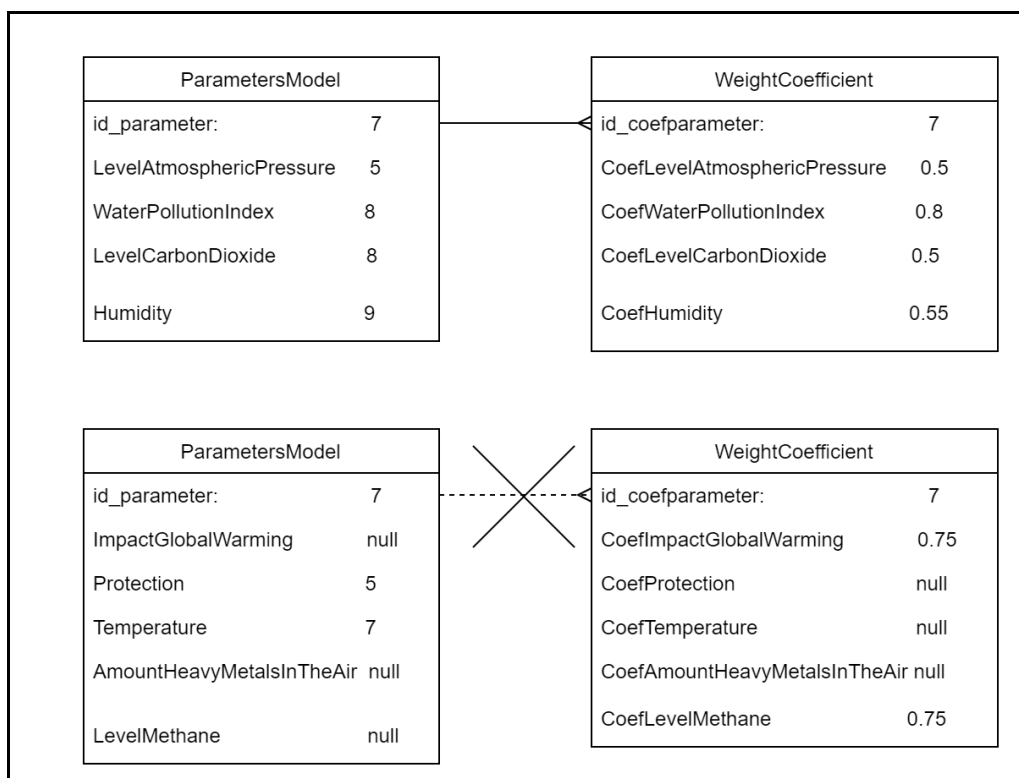 ParametersModel
id_parameter: 7
LevelAtmosphericPressure 5
WaterPollutionIndex 8
LevelCarbonDioxide 8
Humidity 9
WeightCoefficient
id_coefparameter: 7
CoefLevelAtmosphericPressure 0.5
CoefWaterPollutionIndex 0.8
CoefLevelCarbonDioxide 0.5
CoefHumidity 0.55
ParametersModel
id_parameter: 7
ImpactGlobalWarming null
Protection 5
Temperature 7
AmountHeavyMetalsInTheAir null
LevelMethane null
WeightCoefficient
id_coefparameter: 7
CoefImpactGlobalWarming 0.75
CoefProtection null
CoefTemperature null
CoefAmountHeavyMetalsInTheAir null
CoefLevelMethane 0.75